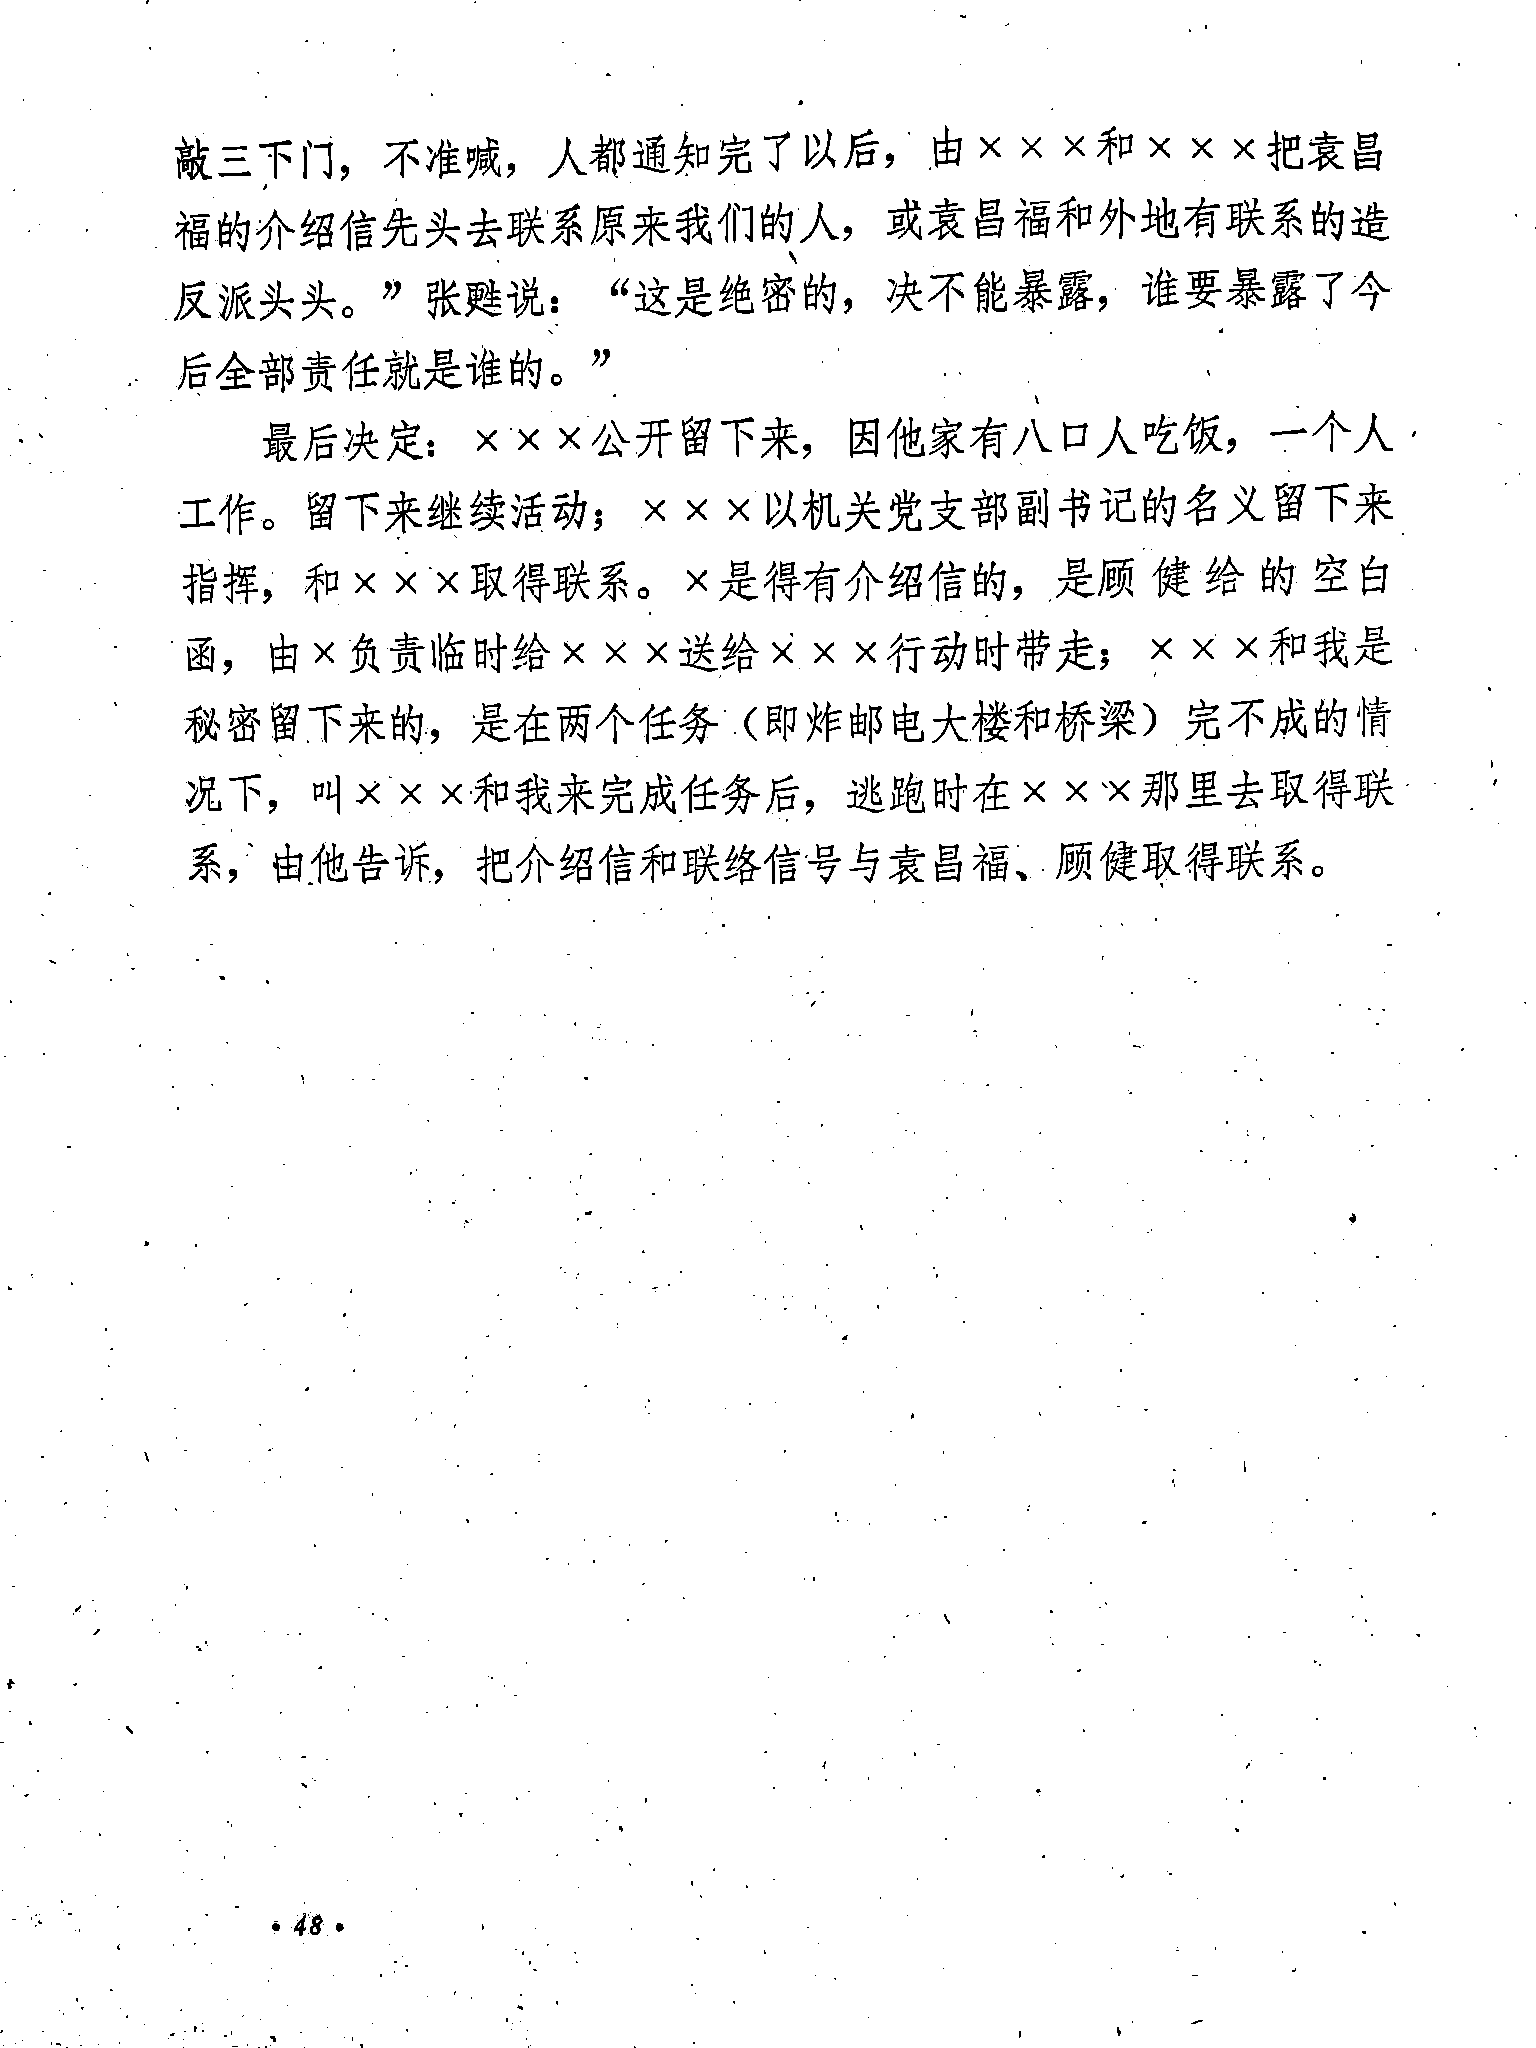 敲三下门，不准喊，人都通知完了以后，由×××和×××把袁昌
福的介绍信先头去联系原来我们的人，或袁昌福和外地有联系的造
反派头头。”张甦说：“这是绝密的，决不能暴露，谁要暴露了今
后全部责任就是谁的。”
最后决定：×××公开留下来，因他家有八口人吃饭，一个人
工作。留下来继续活动；×××以机关党支部副书记的名义留下来
指挥，和×××取得联系。×是得有介绍信的，是顾健给的空白
函，由×负责临时给×××送给×××行动时带走；×××和我是
秘密留下来的，是在两个任务（即炸邮电大楼和桥梁）完不成的情
况下，叫×××和我来完成任务后，逃跑时在×××那里去取得联
系，由他告诉，把介绍信和联络信号与袁昌福、顾健取得联系。
• 48 •